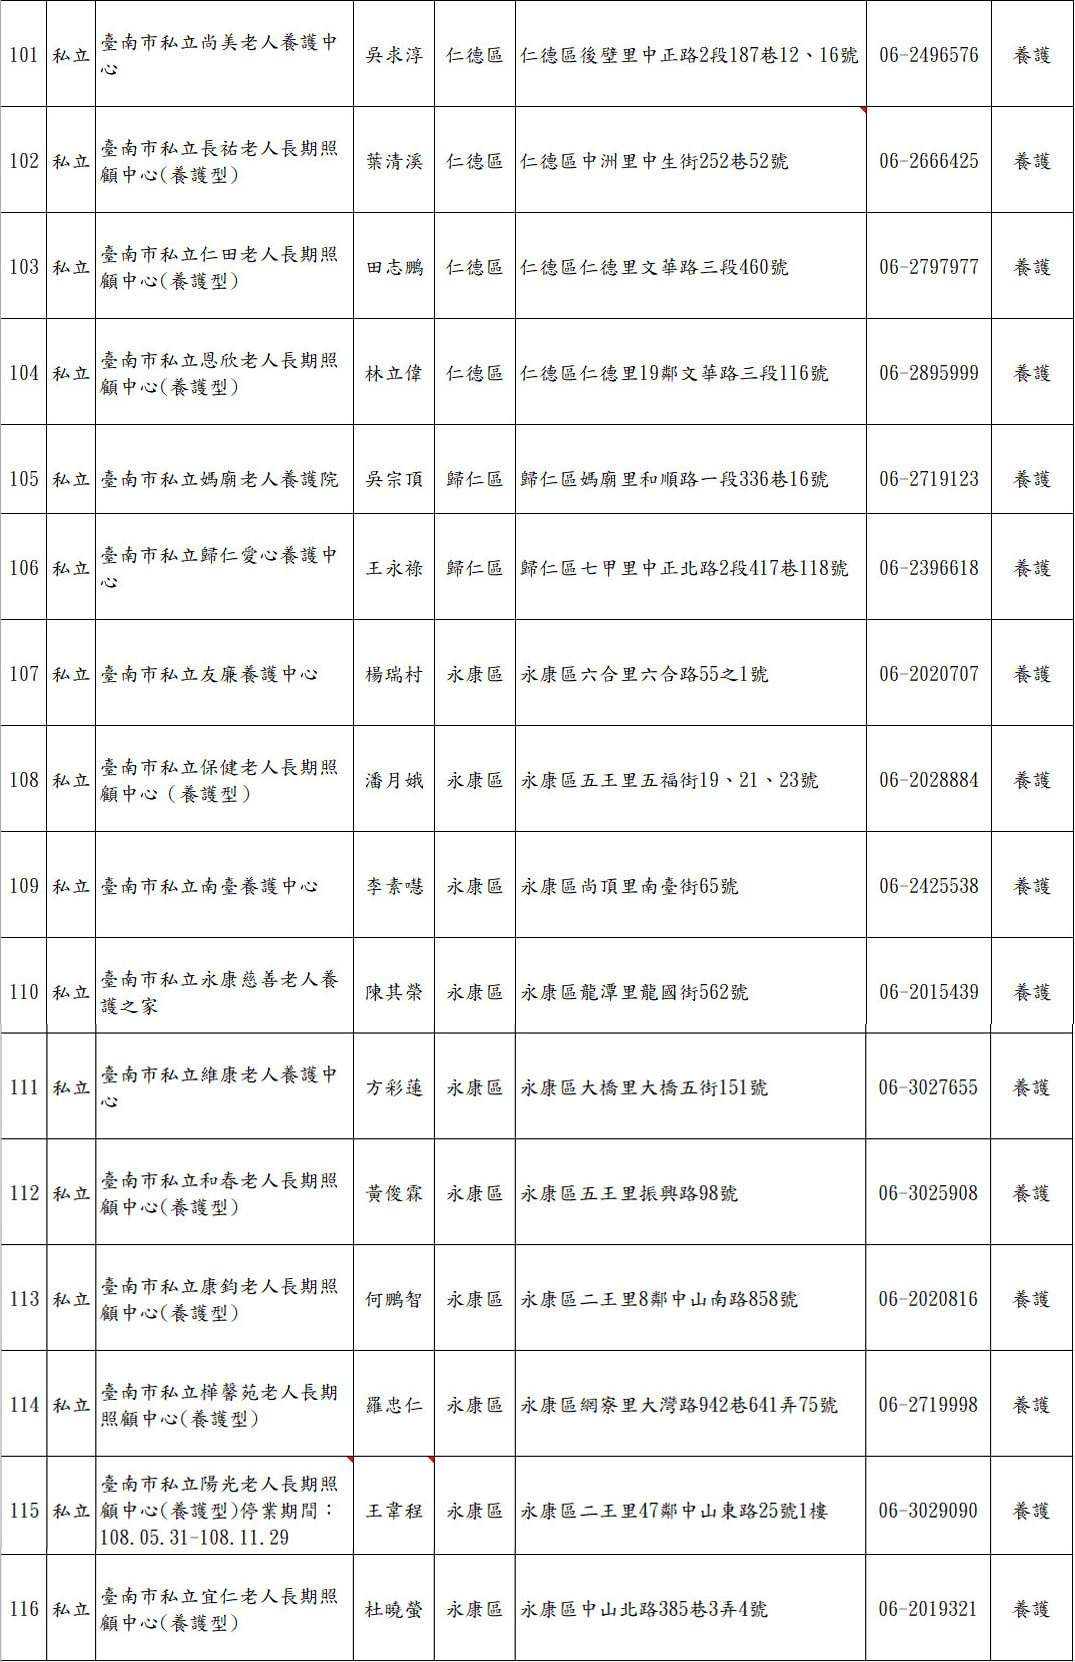 101 私立 臺南市私立尚美老人養護中心 吳求淳 仁德區 仁德區後壁里中正路2段187巷12、16號 06-2496576 養護
102 私立 臺南市私立長祐老人長期照顧中心(養護型) 葉清溪 仁德區 仁德區中洲里中生街252巷52號 06-2666425 養護
103 私立 臺南市私立仁田老人長期照顧中心(養護型) 田志鵬 仁德區 仁德區仁德里文華路三段460號 06-2797977 養護
104 私立 臺南市私立恩欣老人長期照顧中心(養護型) 林立偉 仁德區 仁德區仁德里19鄰文華路三段116號 06-2895999 養護
105 私立 臺南市私立媽廟老人養護院 吳宗頂 歸仁區 歸仁區媽廟里和順路一段336巷16號 06-2719123 養護
106 私立 臺南市私立歸仁愛心養護中心 王永祿 歸仁區 歸仁區七甲里中正北路2段417巷118號 06-2396618 養護
107 私立 臺南市私立友廉養護中心 楊瑞村 永康區 永康區六合里六合路55之1號 06-2020707 養護
108 私立 臺南市私立保健老人長期照顧中心（養護型） 潘月娥 永康區 永康區五王里五福街19、21、23號 06-2028884 養護
109 私立 臺南市私立南臺養護中心 李素嘒 永康區 永康區尚頂里南臺街65號 06-2425538 養護
110 私立 臺南市私立永康慈善老人養護之家 陳其榮 永康區 永康區龍潭里龍國街562號 06-2015439 養護
111 私立 臺南市私立維康老人養護中心 方彩蓮 永康區 永康區大橋里大橋五街151號 06-3027655 養護
112 私立 臺南市私立和春老人長期照顧中心(養護型) 黃俊霖 永康區 永康區五王里振興路98號 06-3025908 養護
113 私立 臺南市私立康鈞老人長期照顧中心(養護型) 何鵬智 永康區 永康區二王里8鄰中山南路858號 06-2020816 養護
114 私立 臺南市私立樺馨苑老人長期照顧中心(養護型) 羅忠仁 永康區 永康區網寮里大灣路942巷641弄75號 06-2719998 養護
115 私立 臺南市私立陽光老人長期照顧中心(養護型)停業期間：108.05.31-108.11.29 王韋程 永康區 永康區二王里47鄰中山東路25號1樓 06-3029090 養護
116 私立 臺南市私立宜仁老人長期照顧中心(養護型) 杜曉螢 永康區 永康區中山北路385巷3弄4號 06-2019321 養護